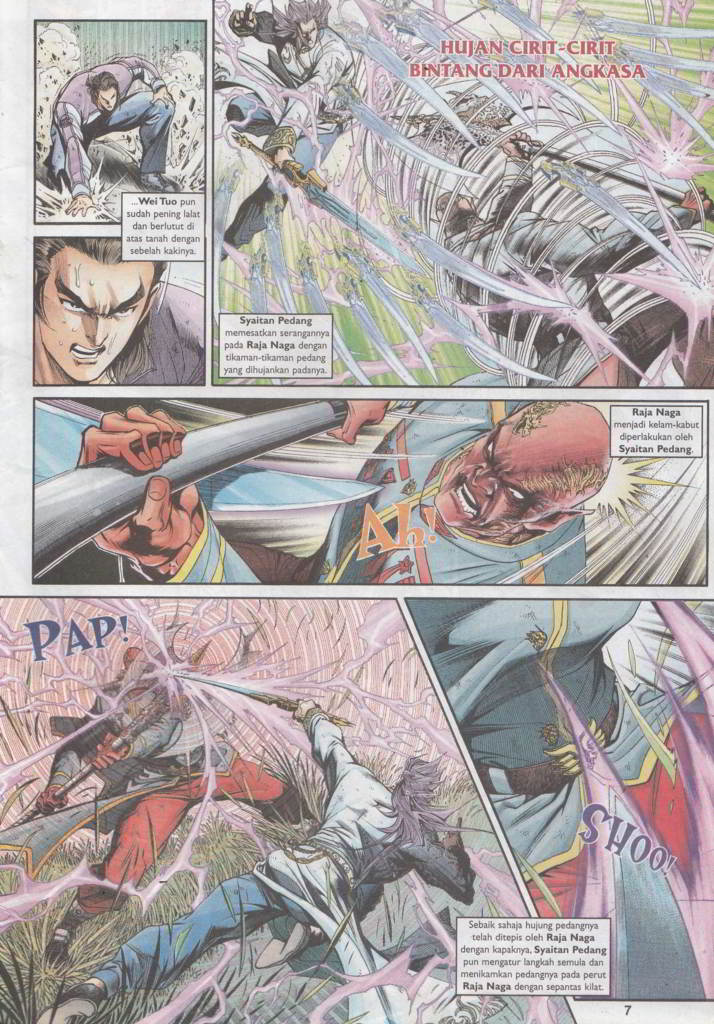 HUJAN CIRIT-CIRIT
BINTANG DARI ANGKASA
...Wei Tuo pun
sudah pening lalat
dan berlutut di
atas tanah dengan
sebelah kakinya.
Syaitan Pedang
memesatkan serangannya
pada Raja Naga dengan
tikaman-tikaman pedang
yang dihujankan padanya.
Raja Naga
menjadi kelam-kabut
diperlakukan oleh
Syaitan Pedang.
Ah!
PAP!
SHOO!
Sebaik sahaja hujung pedangnya
telah ditepis oleh Raja Naga
dengan kapaknya, Syaitan Pedang
pun mengatur langkah semula dan
menikamkan pedangnya pada perut
Raja Naga dengan sepantas kilat.
7